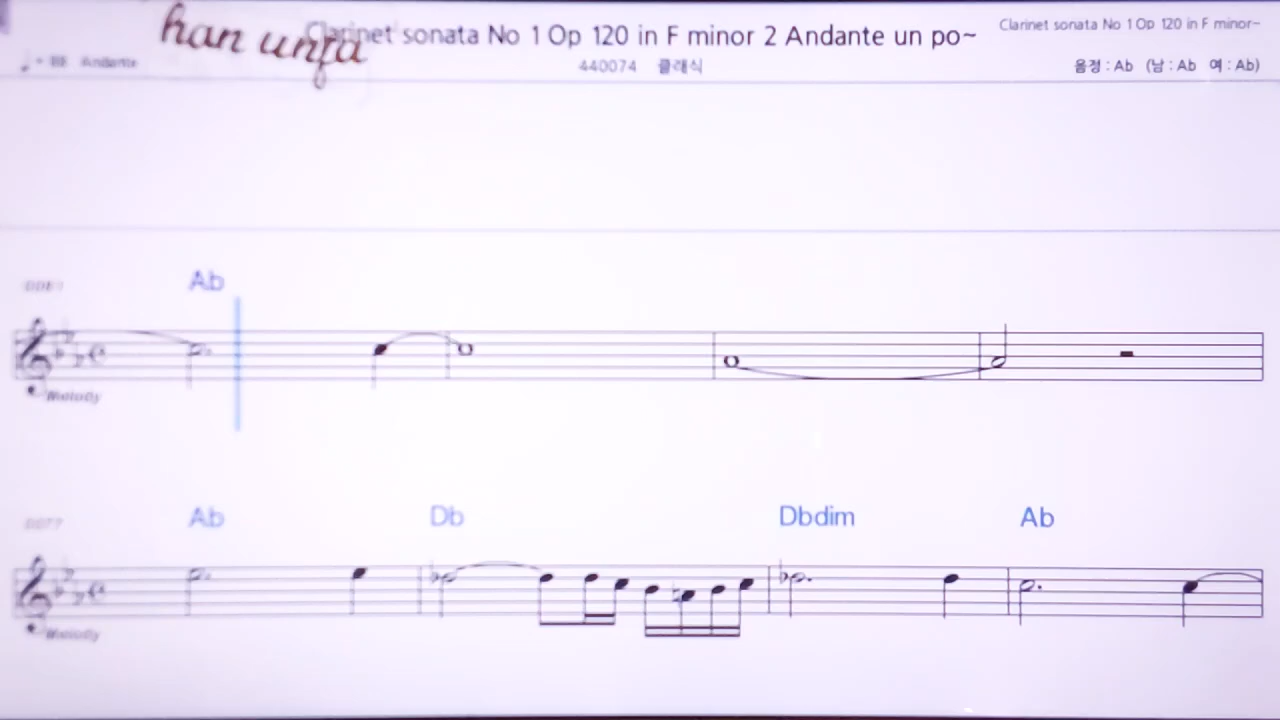 han unfa
Clarinet sonata No 1 Op 120 in F minor 2 Andante un po~
Clarinet sonata No 1 Op 120 in F minor~
Andante
440074 클래식
음정 : Ab (남 : Ab 여 : Ab)
Ab
Melody
Ab Db Dbdim Ab
Melody